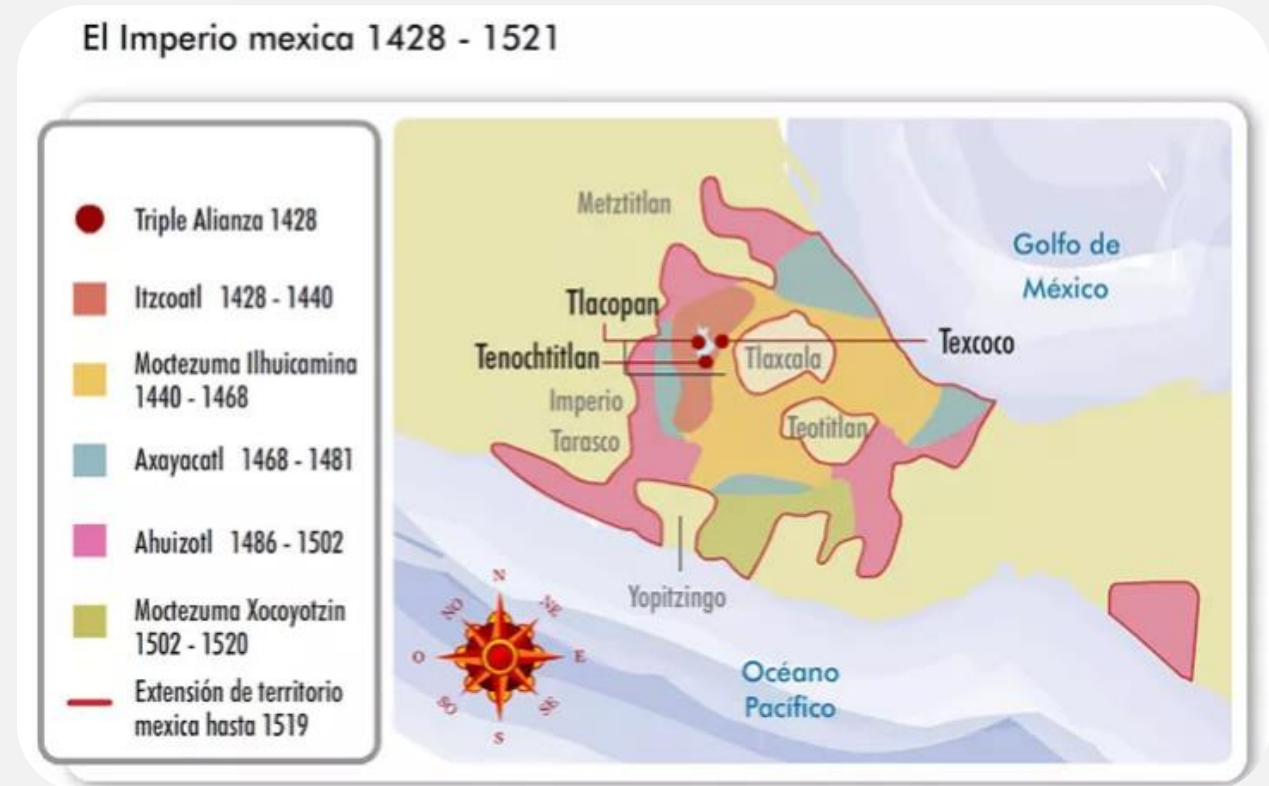 El Imperio mexica 1428 - 1521
Triple Alianza 1428
Itzcoatl 1428 - 1440
Moctezuma Ilhuicamina
1440 - 1468
Axayacatl 1468 - 1481
Ahuizotl 1486 - 1502
Moctezuma Xocoyotzin
1502 - 1520
Extensión de territorio
mexica hasta 1519
Metztitlan
Golfo de
México
Tlacopan
Texcoco
Tenochtitlan
Tlaxcala
Imperio
Tarasco
Teotitlan
Yopitzingo
Océano
Pacífico
N
NO
NE
O
E
SO
SE
S